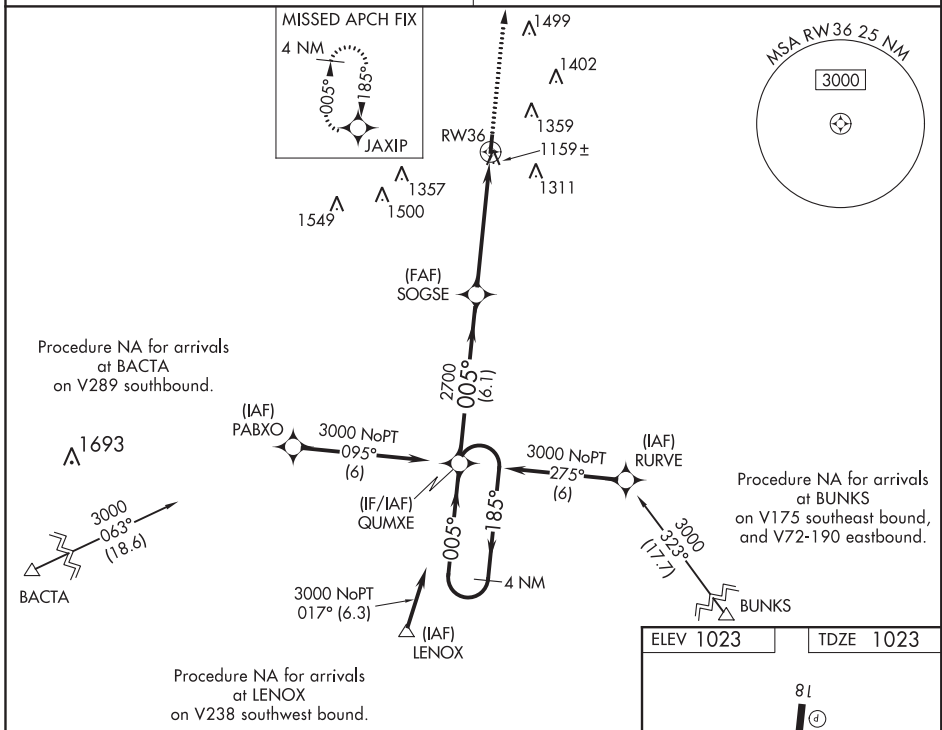 MISSED APCH FIX
4 NM
005°
185°
JAXIP
1499
1402
1359
RW36
1159 ±
1311
1357
1500
1549
MSA RW36 25 NM
3000
(FAF)
SOGSE
2700
005°
(6.1)
Procedure NA for arrivals
at BACTA
on V289 southbound.
1693
(IAF)
PABXO
3000 NoPT
095°
(6)
(IF/IAF)
QUMXE
3000 NoPT
275°
(6)
(IAF)
RURVE
Procedure NA for arrivals
at BUNKS
on V175 southeast bound,
and V72-190 eastbound.
3000
063°
(18.6)
BACTA
005°
185°
4 NM
3000 NoPT
017° (6.3)
(IAF)
LENOX
3000
323°
(17.7)
BUNKS
Procedure NA for arrivals
at LENOX
on V238 southwest bound.
ELEV 1023
TDZE 1023
18
P